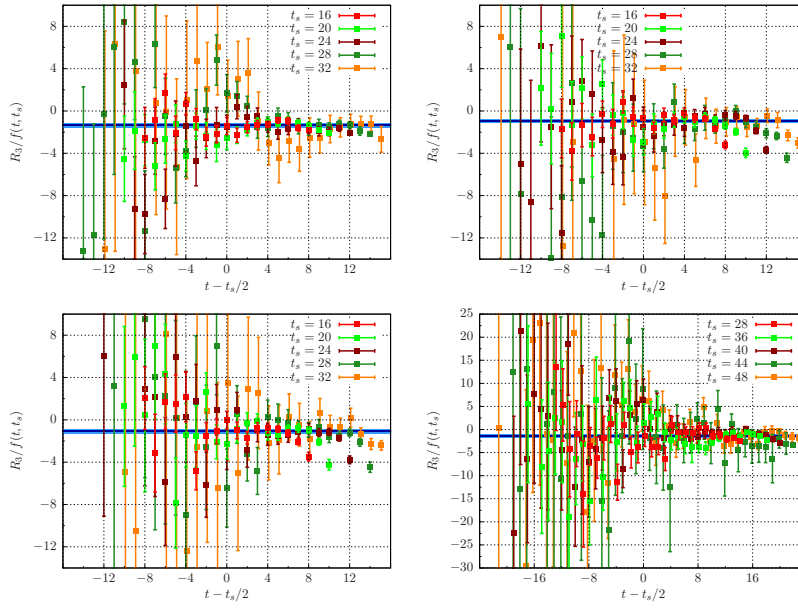 8
4
0
−4
−8
−12
−12
−8
−4
0
4
8
12
R₃/f(t, tₛ)
t − tₛ/2
tₛ = 16
tₛ = 20
tₛ = 24
tₛ = 28
tₛ = 32
8
4
0
−4
−8
−12
−12
−8
−4
0
4
8
12
R₃/f(t, tₛ)
t − tₛ/2
tₛ = 16
tₛ = 20
tₛ = 24
tₛ = 28
tₛ = 32
8
4
0
−4
−8
−12
−12
−8
−4
0
4
8
12
R₃/f(t, tₛ)
t − tₛ/2
tₛ = 16
tₛ = 20
tₛ = 24
tₛ = 28
tₛ = 32
25
20
15
10
5
0
−5
−10
−15
−20
−25
−30
−16
−8
0
8
16
R₃/f(t, tₛ)
t − tₛ/2
tₛ = 28
tₛ = 36
tₛ = 40
tₛ = 44
tₛ = 48